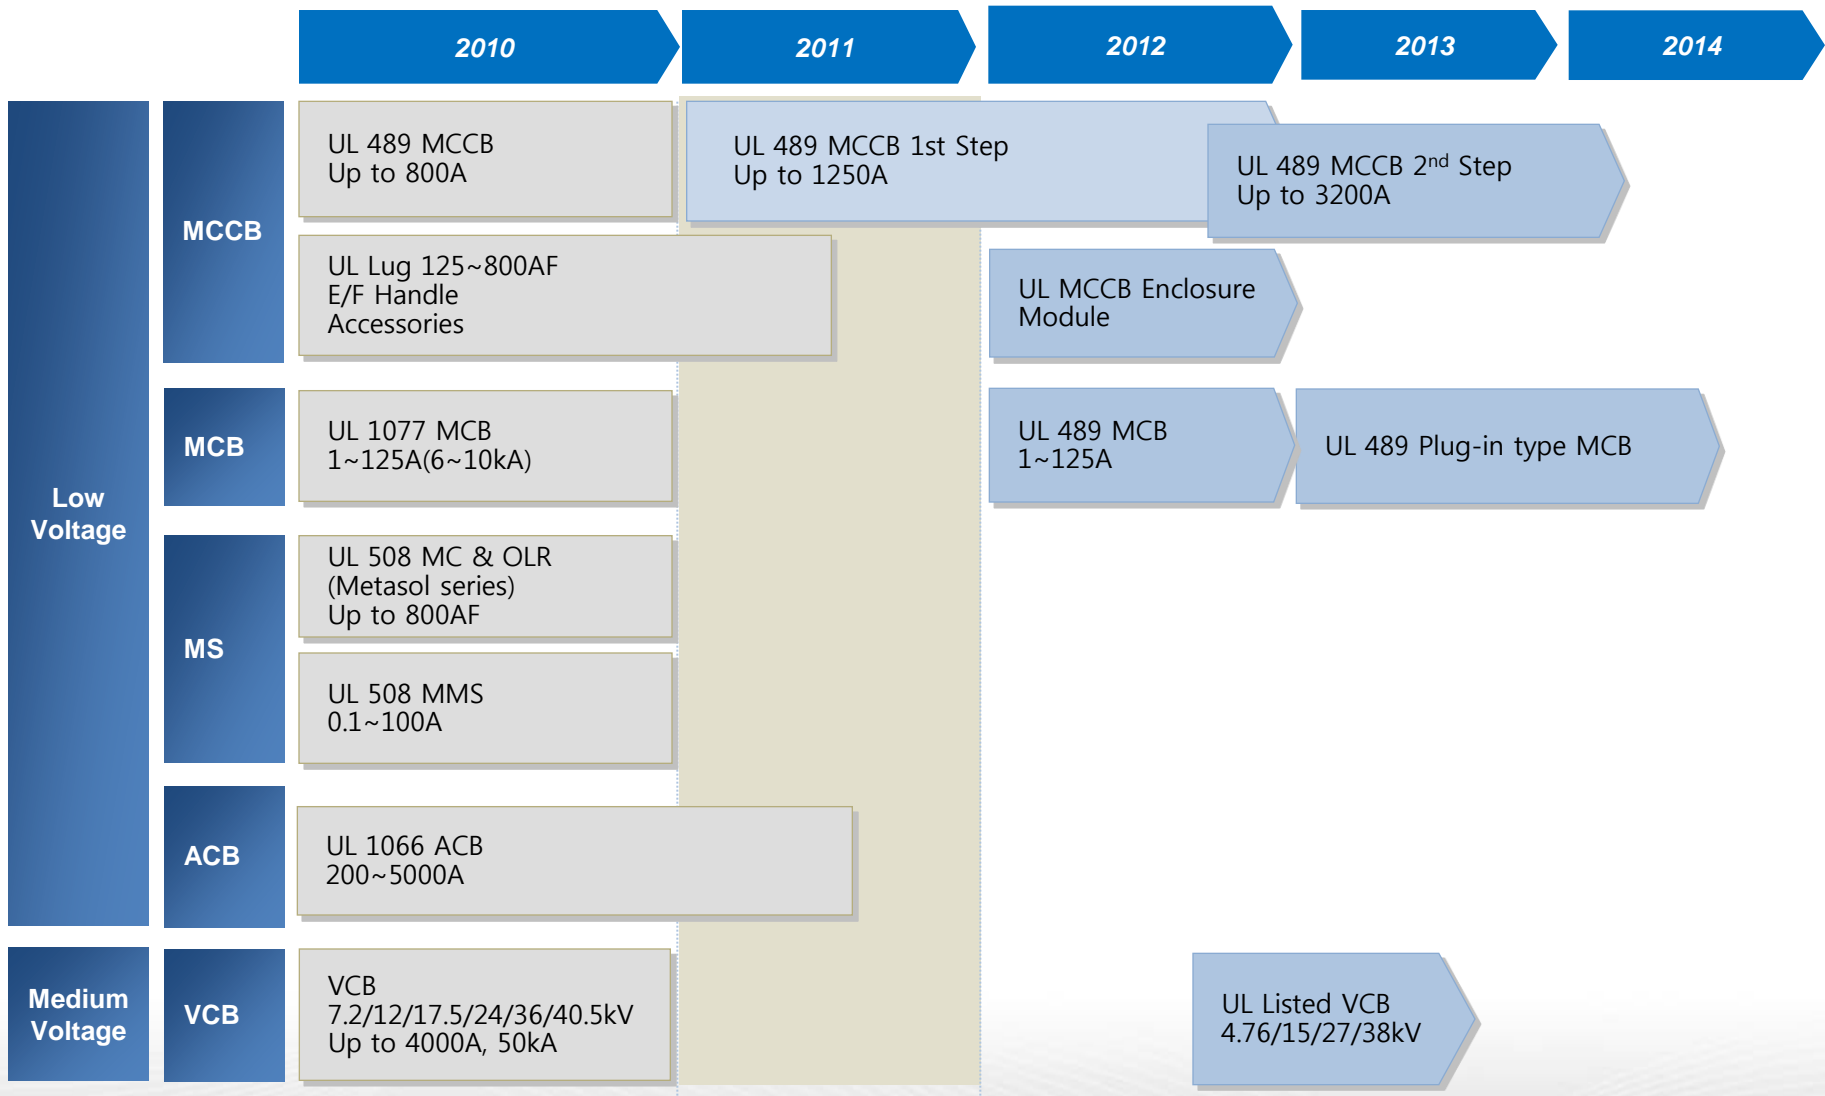 2010
2011
2012
2013
2014
Low
Voltage
MCCB
UL 489 MCCB
Up to 800A
UL 489 MCCB 1st Step
Up to 1250A
UL 489 MCCB 2nd Step
Up to 3200A
UL Lug 125~800AF
E/F Handle
Accessories
UL MCCB Enclosure
Module
MCB
UL 1077 MCB
1~125A(6~10kA)
UL 489 MCB
1~125A
UL 489 Plug-in type MCB
MS
UL 508 MC & OLR
(Metasol series)
Up to 800AF
UL 508 MMS
0.1~100A
ACB
UL 1066 ACB
200~5000A
Medium
Voltage
VCB
VCB
7.2/12/17.5/24/36/40.5kV
Up to 4000A, 50kA
UL Listed VCB
4.76/15/27/38kV